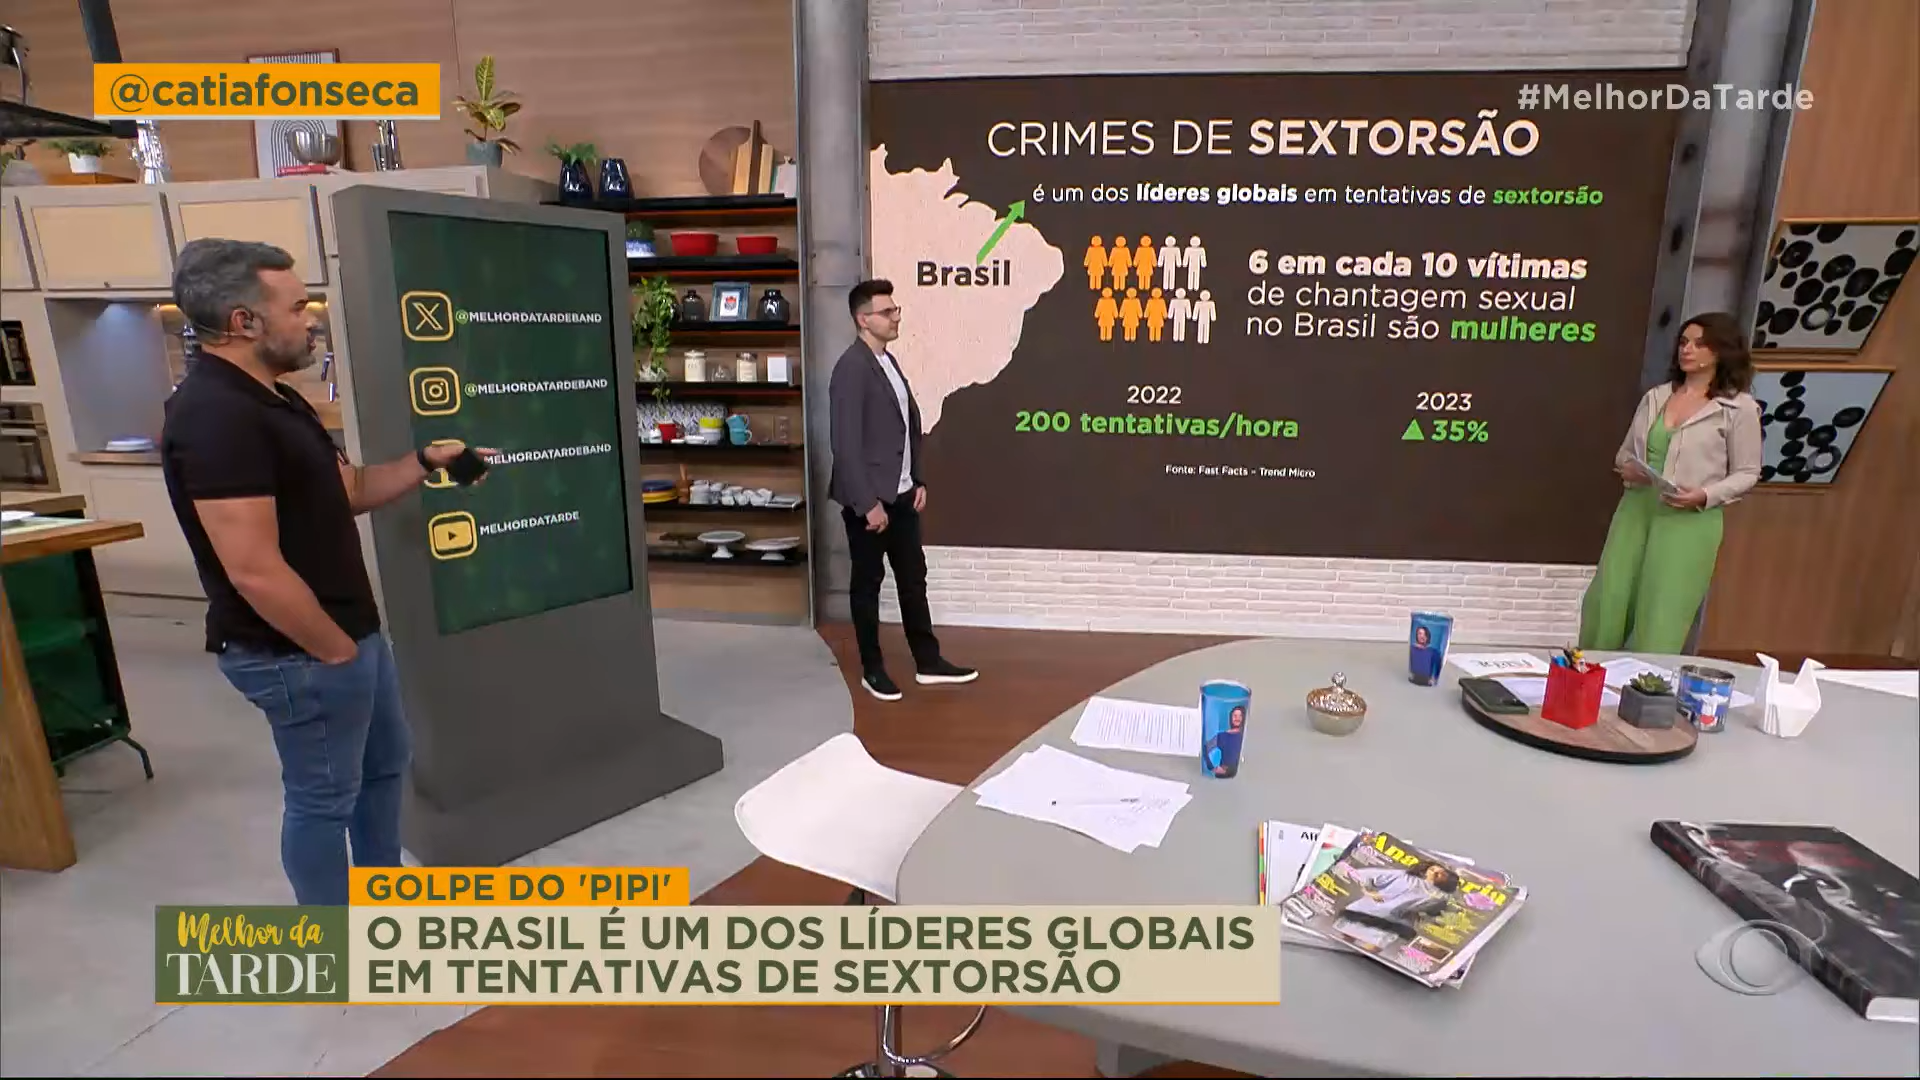 @catiafonseca
#MelhorDaTarde
CRIMES DE SEXTORSÃO
é um dos líderes globais em tentativas de sextorsão
Brasil
6 em cada 10 vítimas
de chantagem sexual
no Brasil são mulheres
2022
200 tentativas/hora
2023
35%
Fonte: Fast Facts - Trend Micro
@MELHORDATARDEBAND
@MELHORDATARDEBAND
MELHORDATARDEBAND
MELHORDATARDE
GOLPE DO 'PIPI'
Melhor da
TARDE
O BRASIL É UM DOS LÍDERES GLOBAIS
EM TENTATIVAS DE SEXTORSÃO